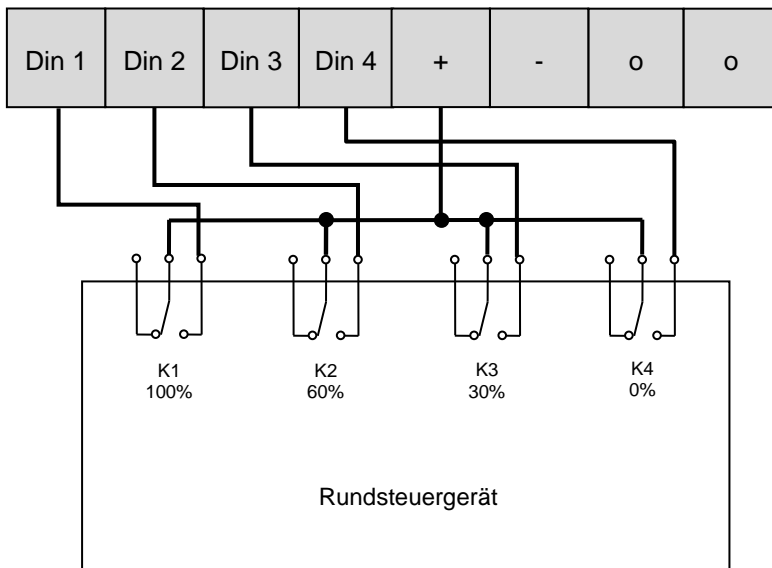 Din 1 Din 2 Din 3 Din 4 + - o o
K1 K2 K3 K4
100% 60% 30% 0%
Rundsteuergerät